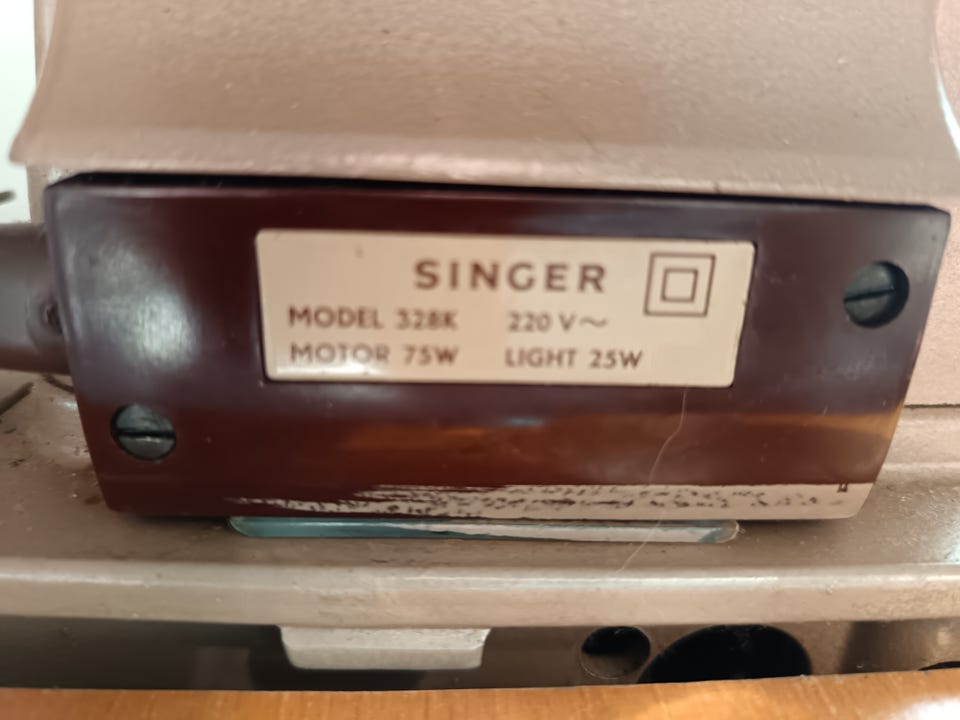 SINGER
MODEL 328K 220 V~
MOTOR 75W LIGHT 25W